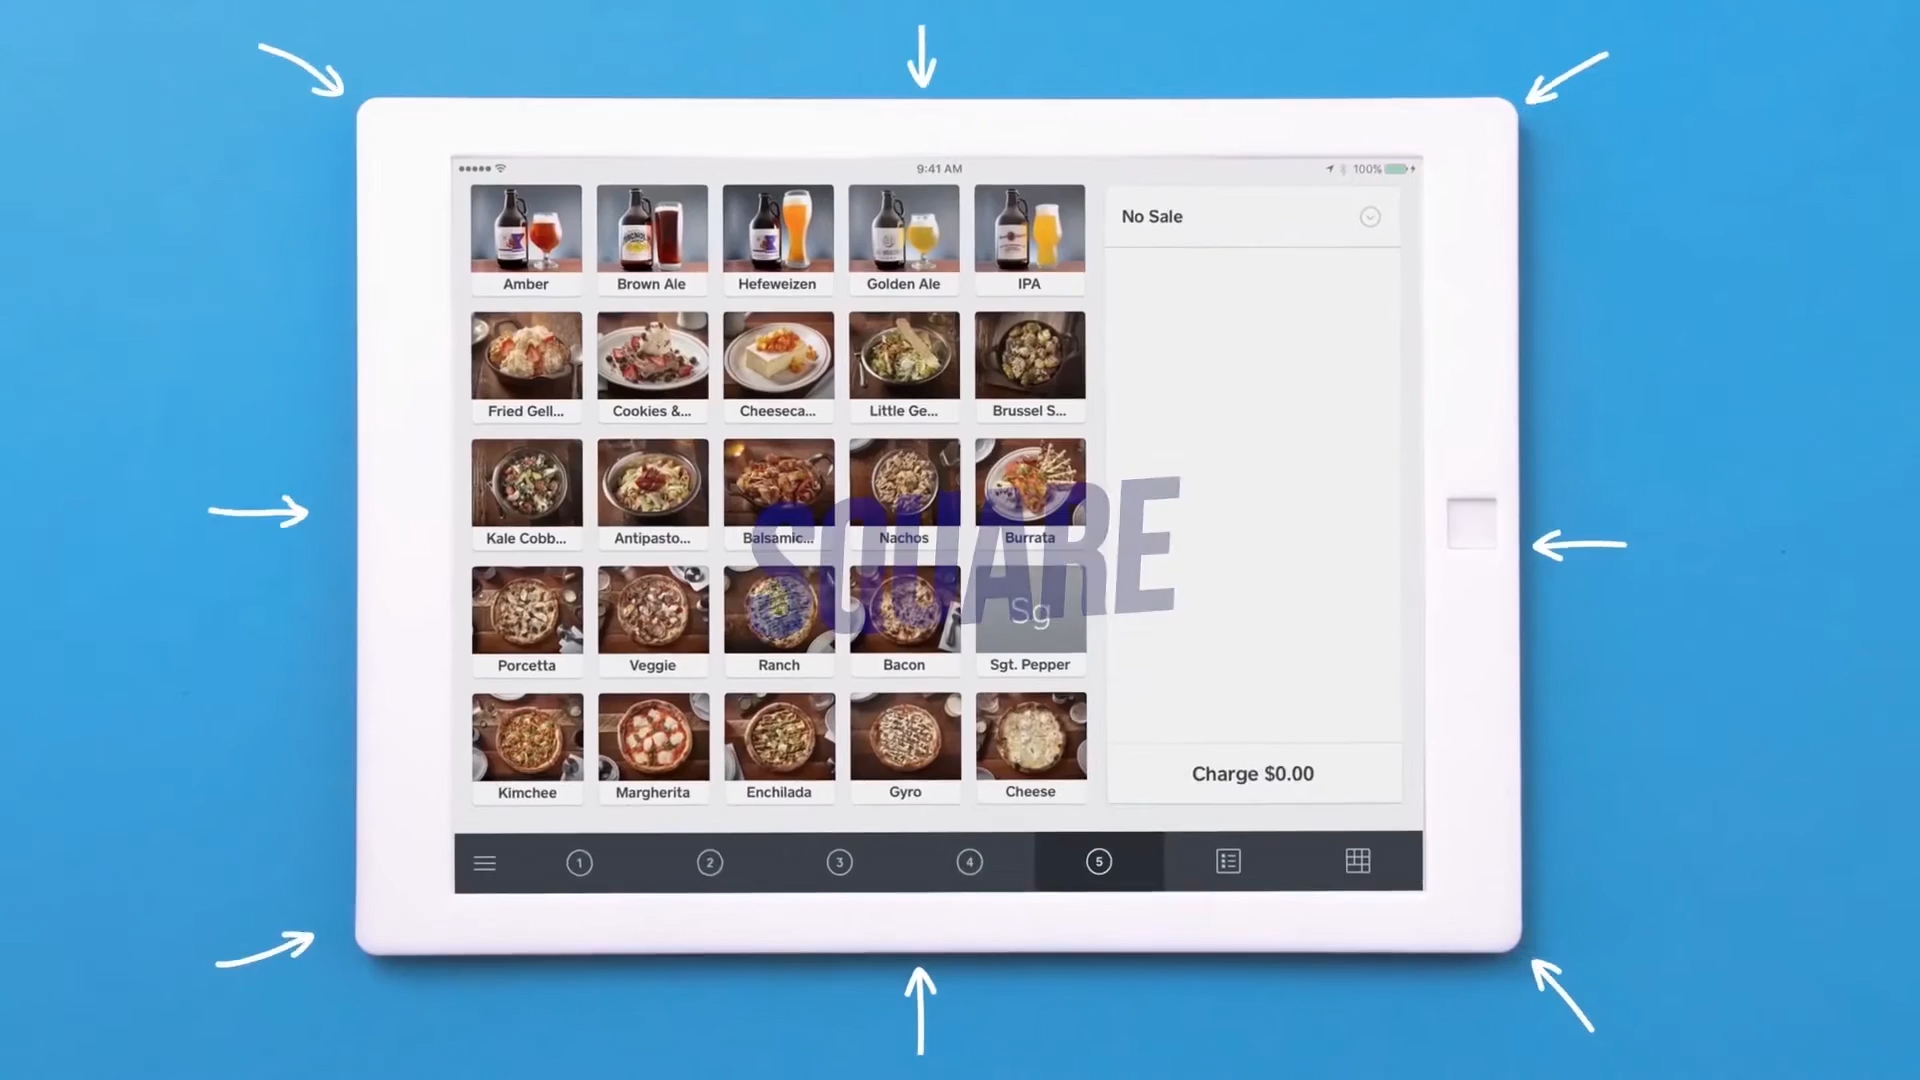 9:41 AM
100%
No Sale
Amber
Brown Ale
Hefeweizen
Golden Ale
IPA
Fried Gell...
Cookies &...
Cheeseca...
Little Ge...
Brussel S...
Kale Cobb...
Antipasto...
Balsamic...
Nachos
Burrata
SQUARE
Sg
Porcetta
Veggie
Ranch
Bacon
Sgt. Pepper
Kimchee
Margherita
Enchilada
Gyro
Cheese
Charge $0.00
1
2
3
4
5